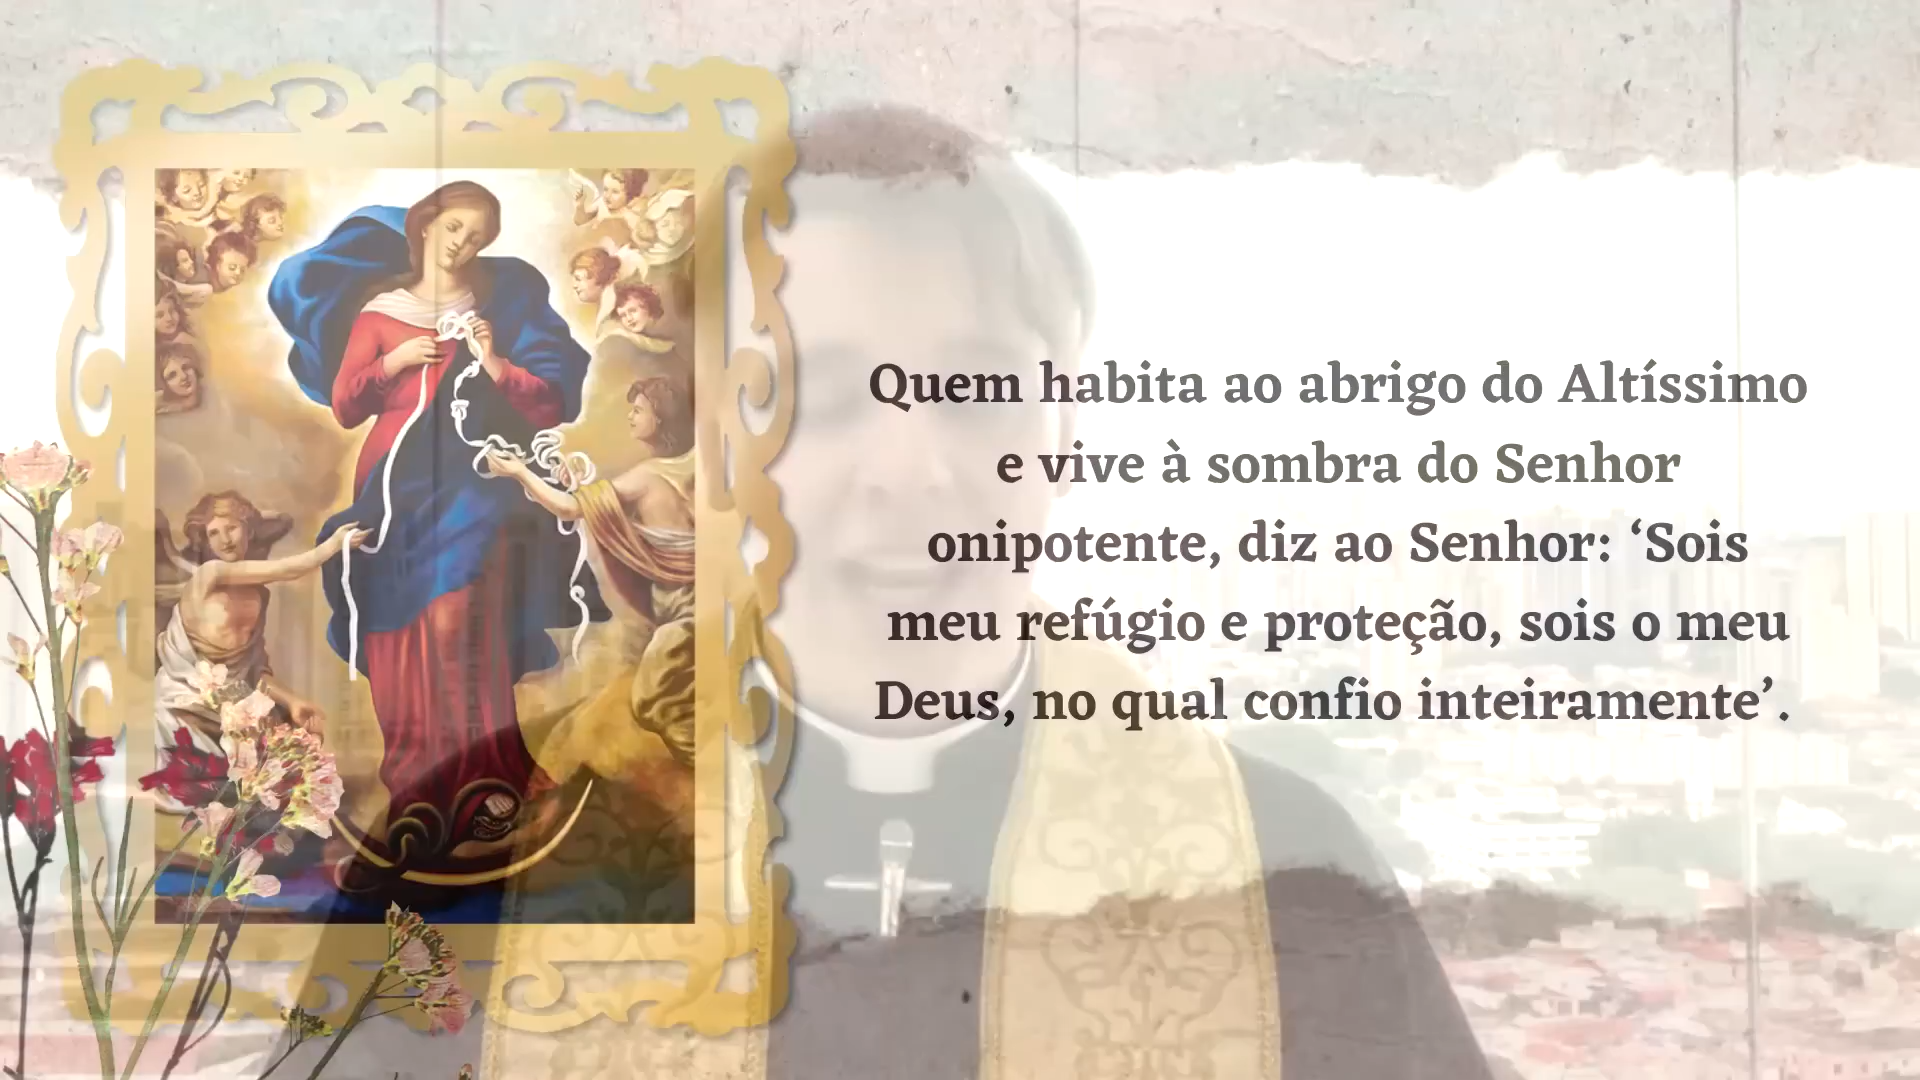 Quem habita ao abrigo do Altíssimo
e vive à sombra do Senhor
onipotente, diz ao Senhor: ‘Sois
meu refúgio e proteção, sois o meu
Deus, no qual confio inteiramente’.